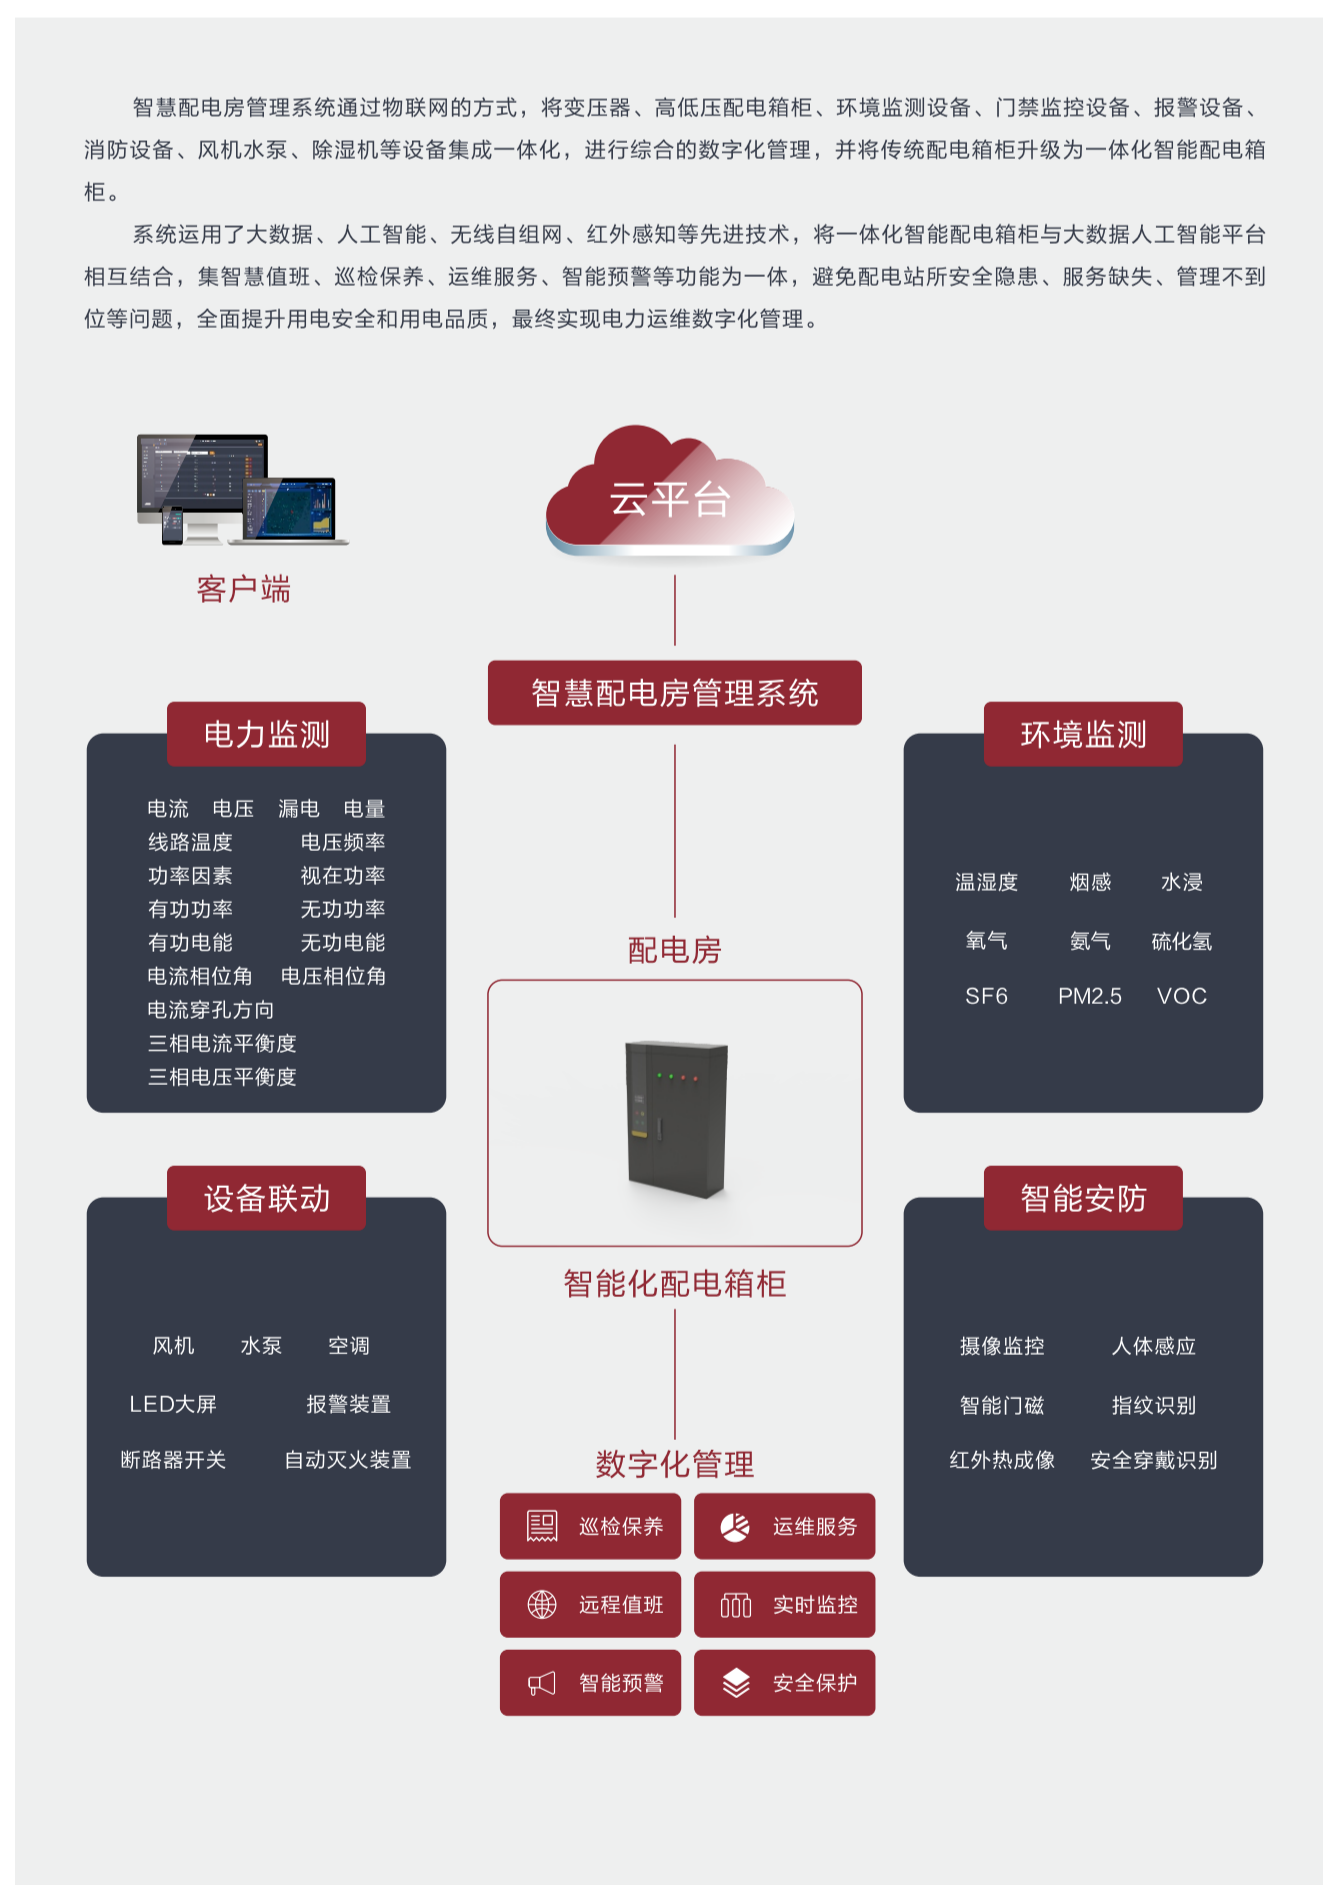 智慧配电房管理系统通过物联网的方式，将变压器、高低压配电箱柜、环境监测设备、门禁监控设备、报警设备、
消防设备、风机水泵、除湿机等设备集成一体化，进行综合的数字化管理，并将传统配电箱柜升级为一体化智能配电箱
柜。
系统运用了大数据、人工智能、无线自组网、红外感知等先进技术，将一体化智能配电箱柜与大数据人工智能平台
相互结合，集智慧值班、巡检保养、运维服务、智能预警等功能为一体，避免配电站所安全隐患、服务缺失、管理不到
位等问题，全面提升用电安全和用电品质，最终实现电力运维数字化管理。
云平台
客户端
智慧配电房管理系统
电力监测
电流 电压 漏电 电量
线路温度 电压频率
功率因素 视在功率
有功功率 无功功率
有功电能 无功电能
电流相位角 电压相位角
电流穿孔方向
三相电流平衡度
三相电压平衡度
环境监测
温湿度 烟感 水浸
氧气 氨气 硫化氢
SF6 PM2.5 VOC
配电房
智能化配电箱柜
设备联动
风机 水泵 空调
LED大屏 报警装置
断路器开关 自动灭火装置
智能安防
摄像监控 人体感应
智能门磁 指纹识别
红外热成像 安全穿戴识别
数字化管理
巡检保养 运维服务
远程值班 实时监控
智能预警 安全保护